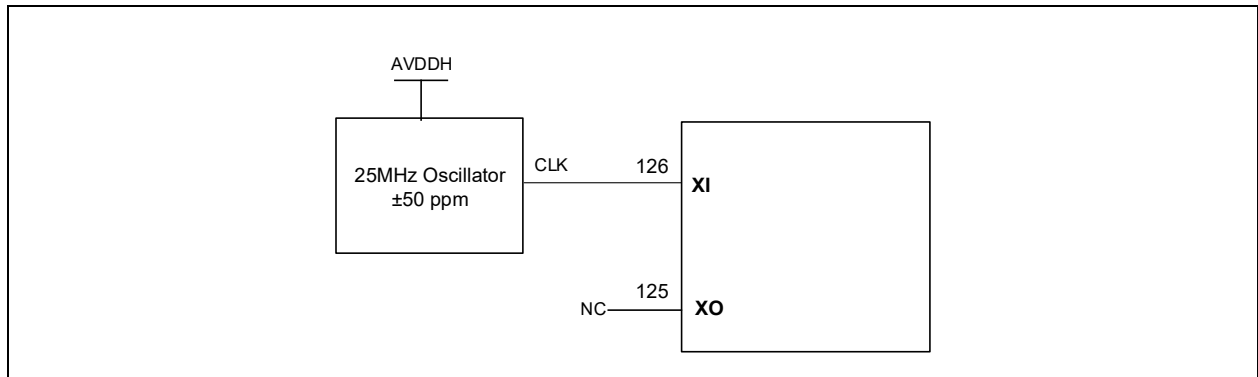 AVDDH
25MHz Oscillator
±50 ppm
CLK
126
XI
125
NC
XO